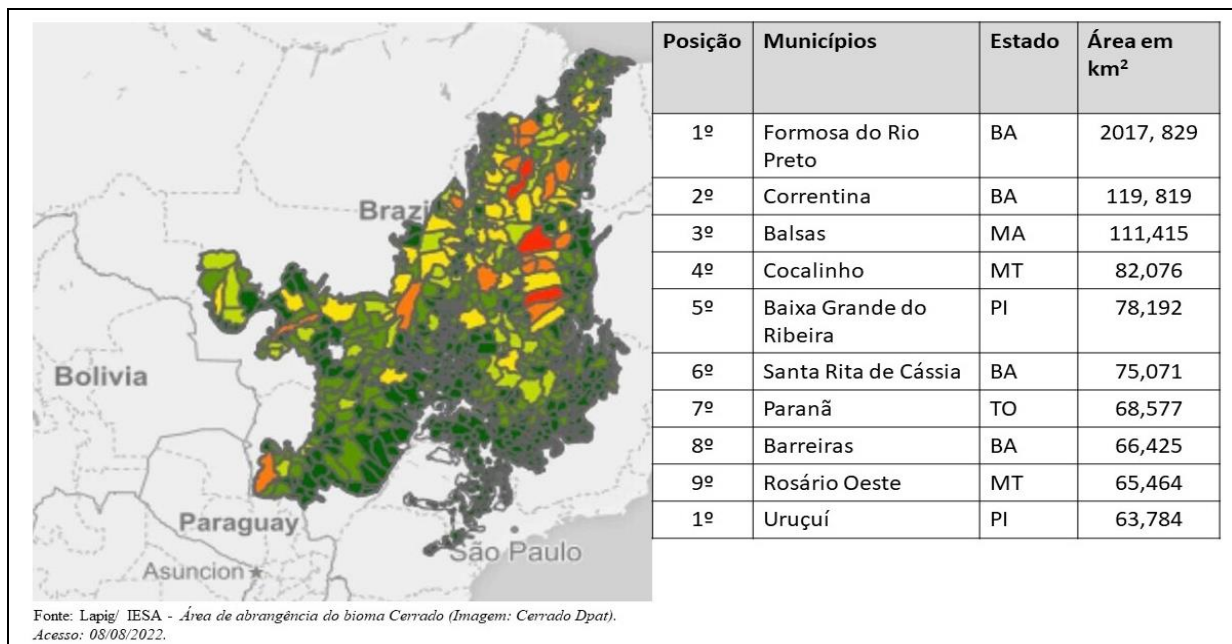 Brazi
Bolivia
Paraguay
São Paulo
Asuncion
Fonte: Lapig/ IESA - Área de abrangência do bioma Cerrado (Imagem: Cerrado Dpat).
Acesso: 08/08/2022.
Posição Municípios Estado Área em
km²
1º Formosa do Rio BA 2017, 829
Preto
2º Correntina BA 119, 819
3º Balsas MA 111,415
4º Cocalinho MT 82,076
5º Baixa Grande do PI 78,192
Ribeira
6º Santa Rita de Cássia BA 75,071
7º Paranã TO 68,577
8º Barreiras BA 66,425
9º Rosário Oeste MT 65,464
1º Uruçuí PI 63,784